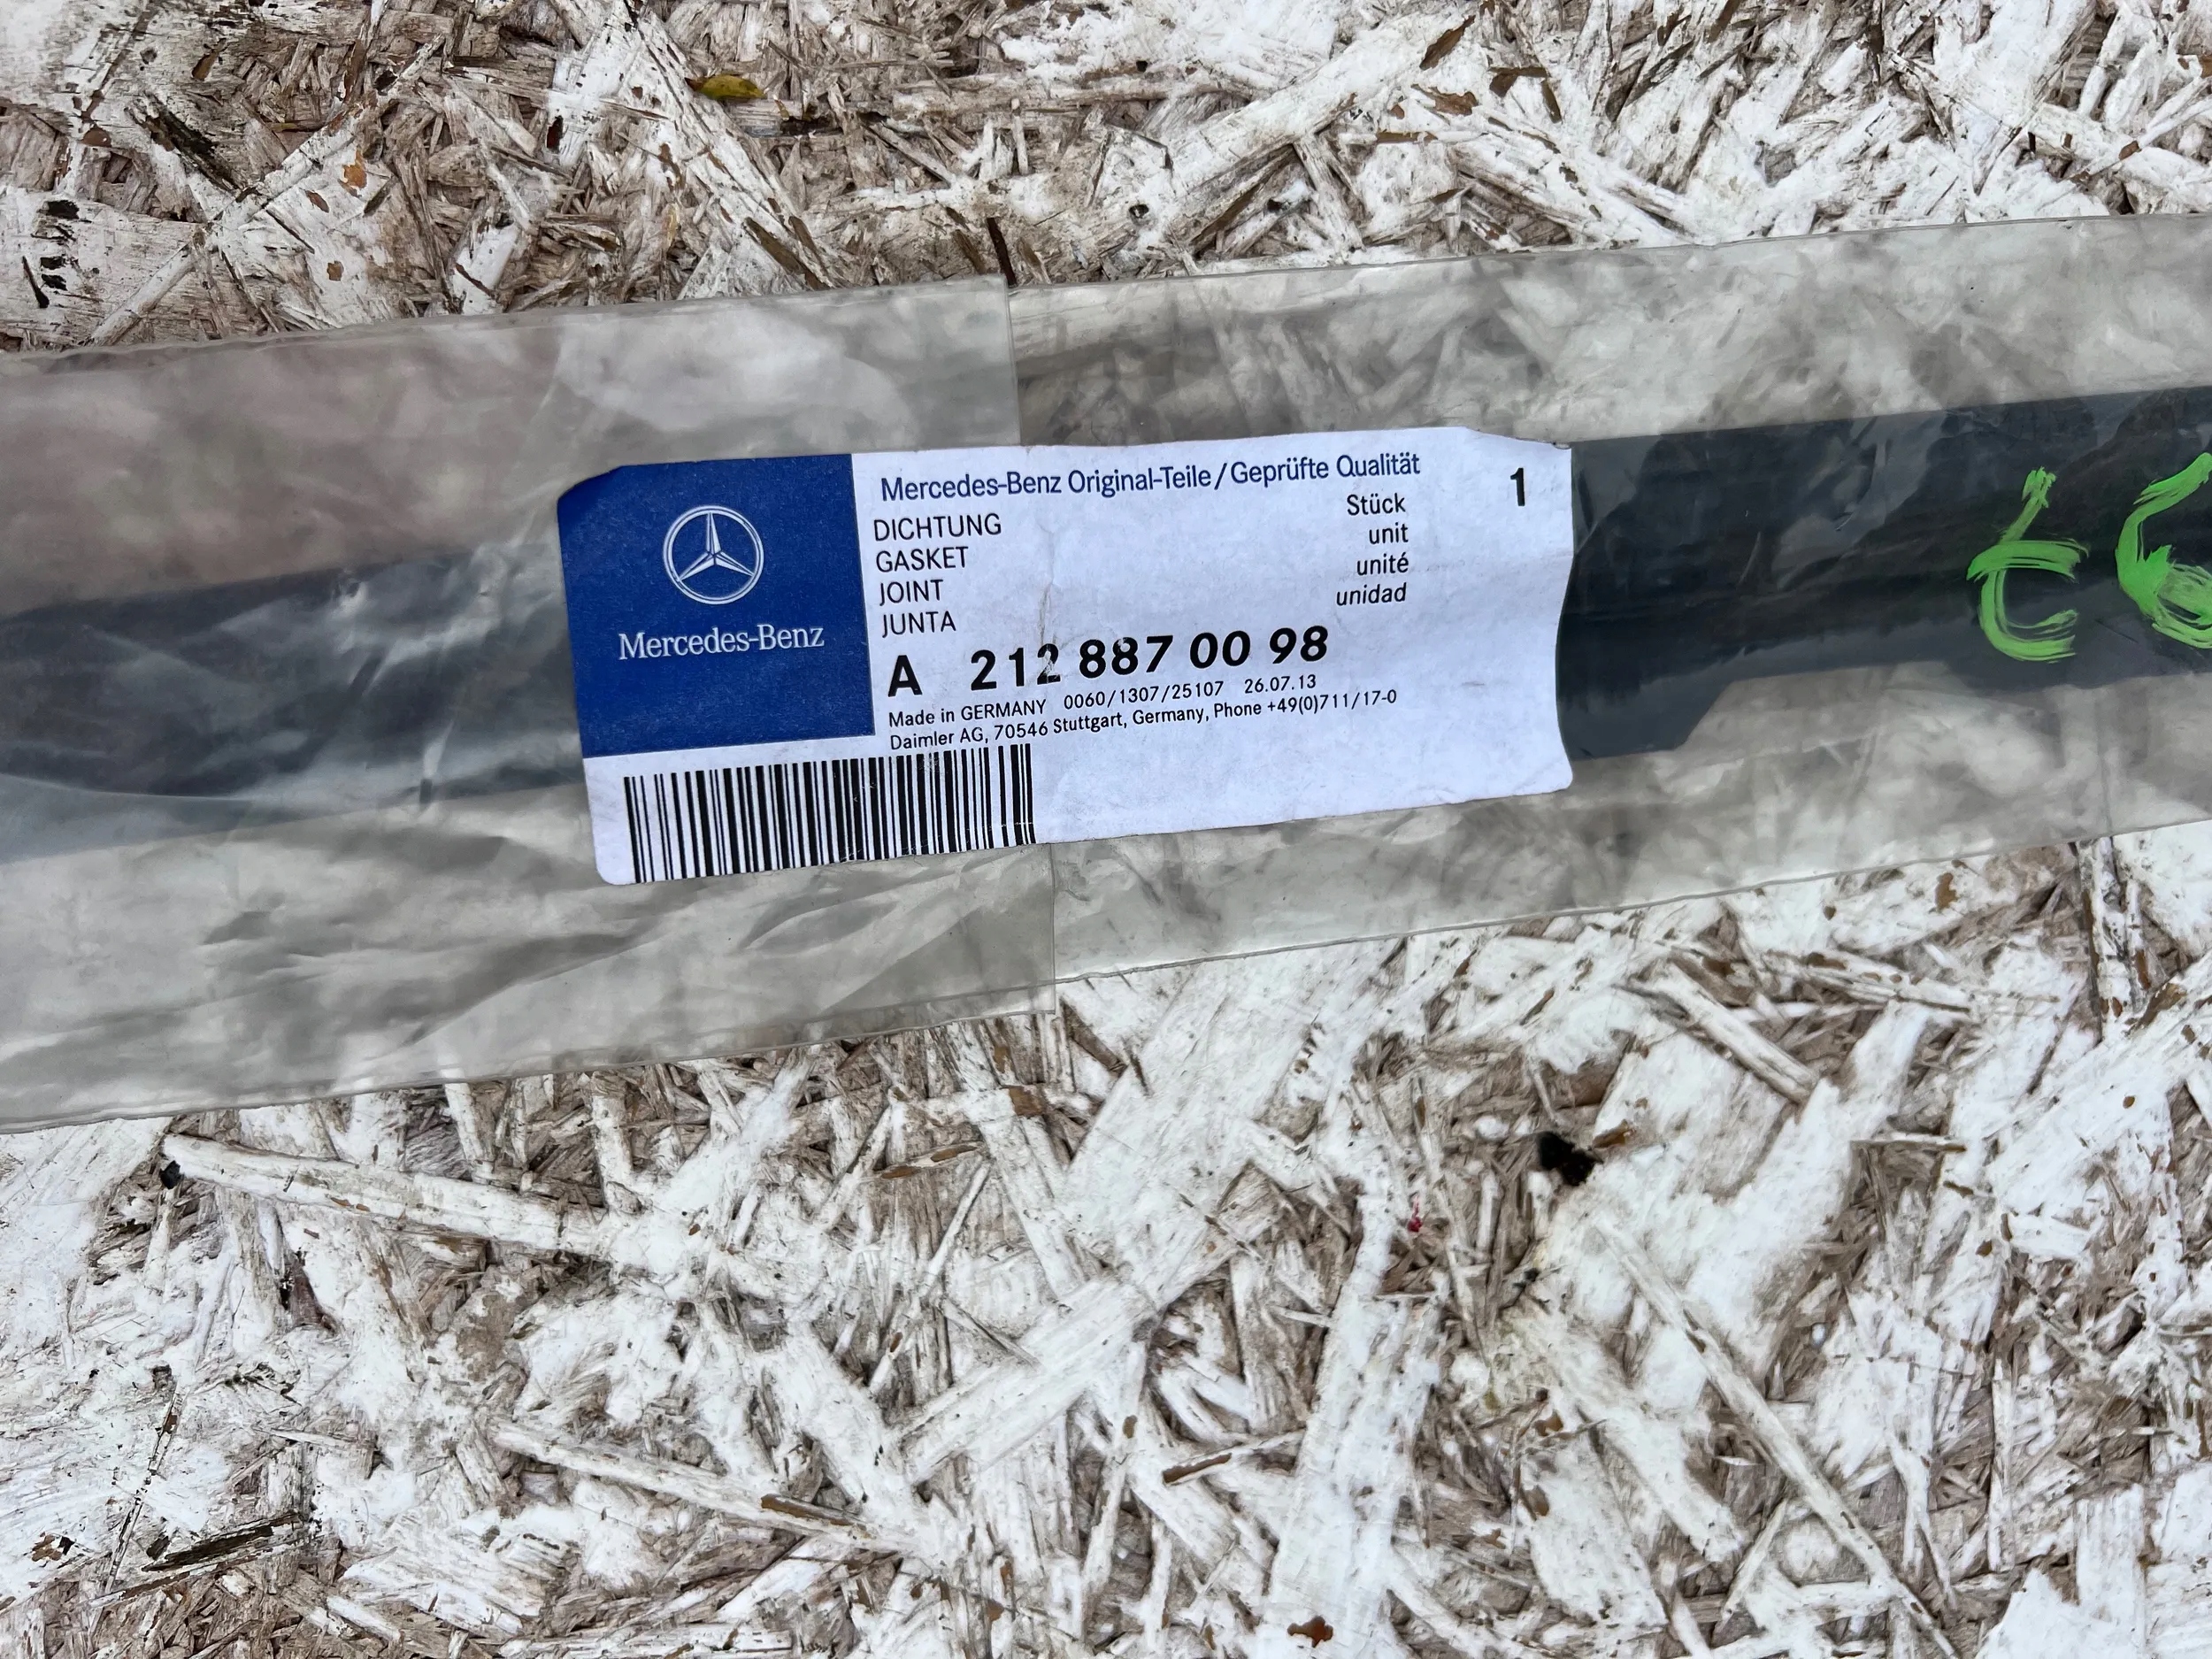 Mercedes-Benz
Mercedes-Benz Original-Teile/Geprüfte Qualität
1
DICHTUNG
Stück
GASKET
unit
JOINT
unité
JUNTA
unidad
A 212 887 00 98
Made in GERMANY 0060/1307/25107 26.07.13
Daimler AG, 70546 Stuttgart, Germany, Phone +49(0)711/17-0